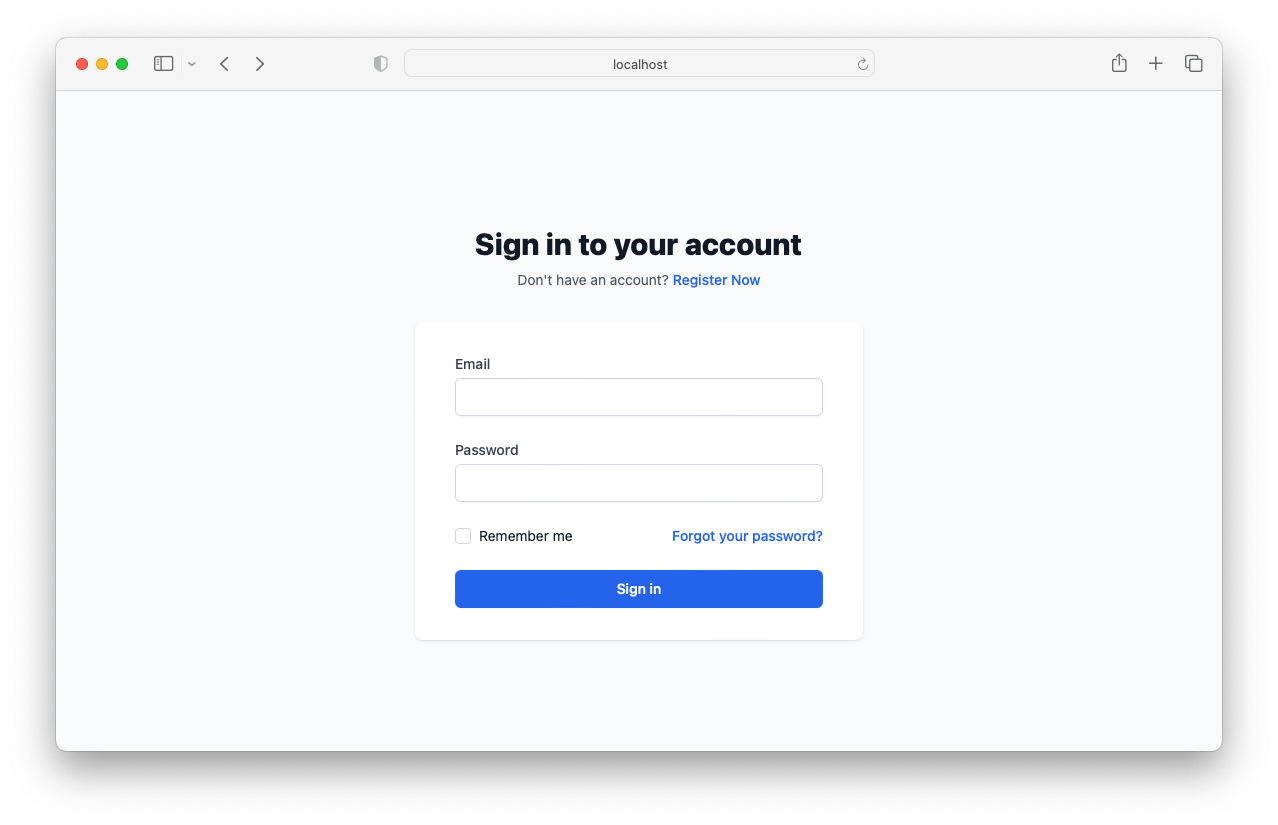 localhost
Sign in to your account
Don't have an account? Register Now
Email
Password
Remember me
Forgot your password?
Sign in